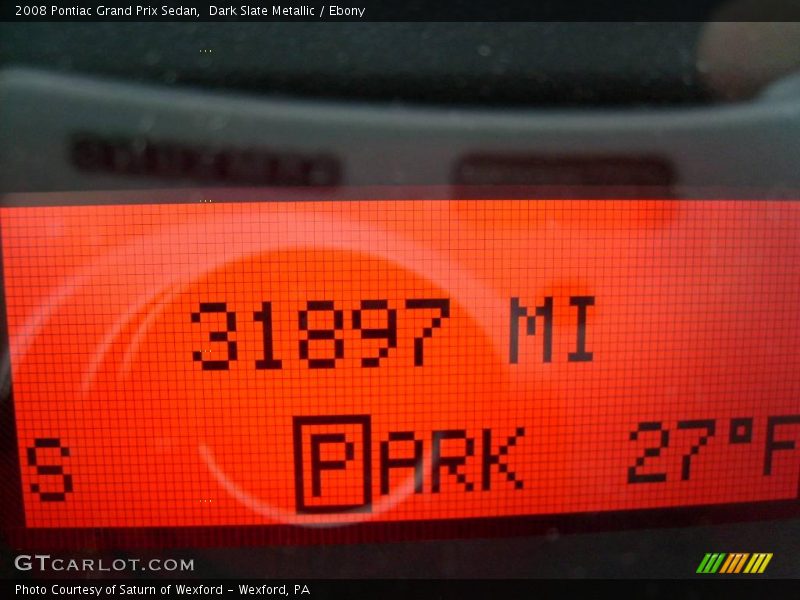 2008 Pontiac Grand Prix Sedan,  Dark Slate Metallic / Ebony
31897 MI
S PARK 27°F
GTCARLOT.COM
Photo Courtesy of Saturn of Wexford - Wexford, PA